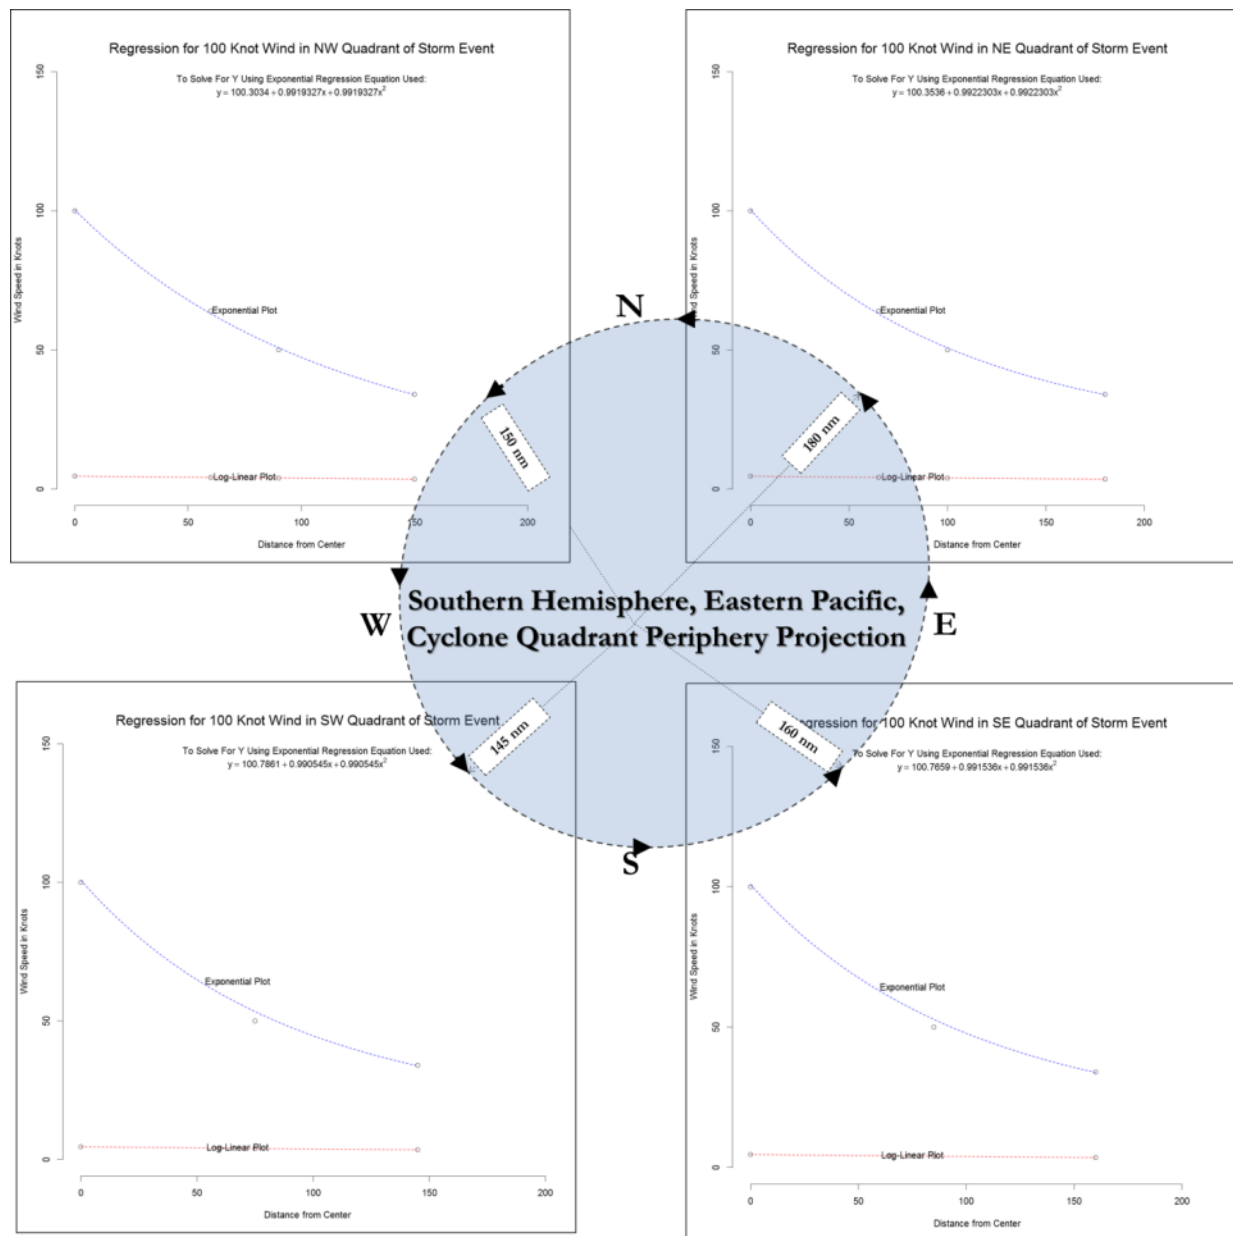 Regression for 100 Knot Wind in NW Quadrant of Storm Event
To Solve For Y Using Exponential Regression Equation Used:
y = 100.3034 + 0.9919327x + 0.9919327x²
150
100
50
0
Wind Speed in Knots
Exponential Plot
Log-Linear Plot
0 50 100 150 200
Distance from Center
Regression for 100 Knot Wind in NE Quadrant of Storm Event
To Solve For Y Using Exponential Regression Equation Used:
y = 100.3536 + 0.9922303x + 0.9922303x²
150
100
50
0
Wind Speed in Knots
Exponential Plot
Log-Linear Plot
0 50 100 150 200
Distance from Center
N
150 nm
180 nm
W
Southern Hemisphere, Eastern Pacific,
Cyclone Quadrant Periphery Projection
E
145 nm
160 nm
S
Regression for 100 Knot Wind in SW Quadrant of Storm Event
To Solve For Y Using Exponential Regression Equation Used:
y = 100.7861 + 0.990545x + 0.990545x²
150
100
50
0
Wind Speed in Knots
Exponential Plot
Log-Linear Plot
0 50 100 150 200
Distance from Center
Regression for 100 Knot Wind in SE Quadrant of Storm Event
To Solve For Y Using Exponential Regression Equation Used:
y = 100.7659 + 0.991536x + 0.991536x²
150
100
50
0
Wind Speed in Knots
Exponential Plot
Log-Linear Plot
0 50 100 150 200
Distance from Center